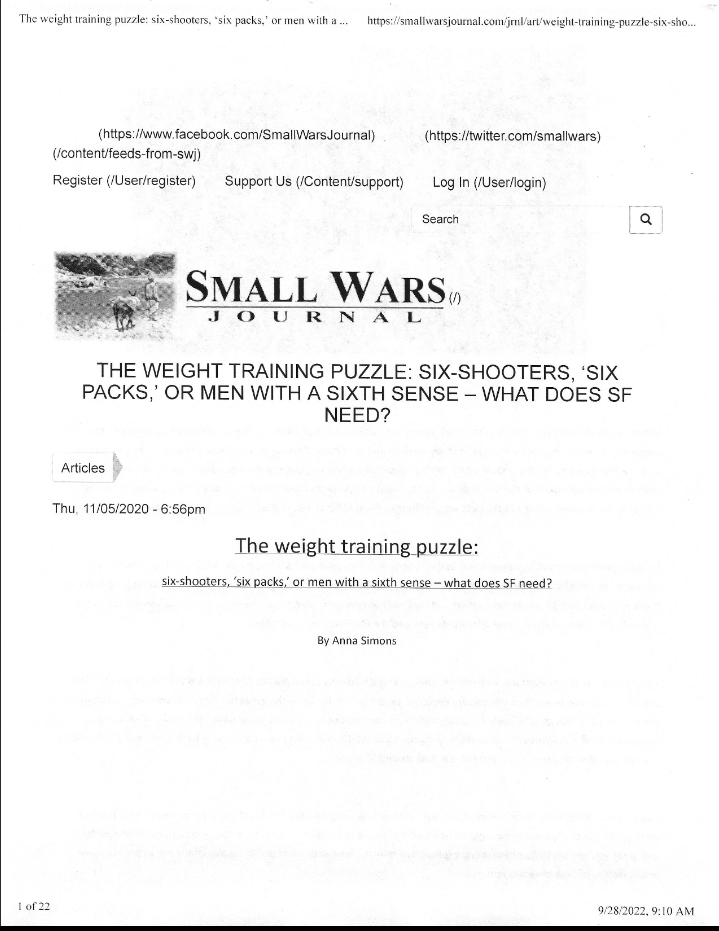 The weight training puzzle: six-shooters, 'six packs,' or men with a ... https://smallwarsjournal.com/jrnl/art/weight-training-puzzle-six-sho...
(https://www.facebook.com/SmallWarsJournal) (https://twitter.com/smallwars)
(/content/feeds-from-swj)
Register (/User/register) Support Us (/Content/support) Log In (/User/login)
Search
SMALL WARS (/)
JOURNAL
THE WEIGHT TRAINING PUZZLE: SIX-SHOOTERS, 'SIX
PACKS,' OR MEN WITH A SIXTH SENSE – WHAT DOES SF
NEED?
Articles
Thu, 11/05/2020 - 6:56pm
The weight training puzzle:
six-shooters, 'six packs,' or men with a sixth sense – what does SF need?
By Anna Simons
1 of 22 9/28/2022, 9:10 AM